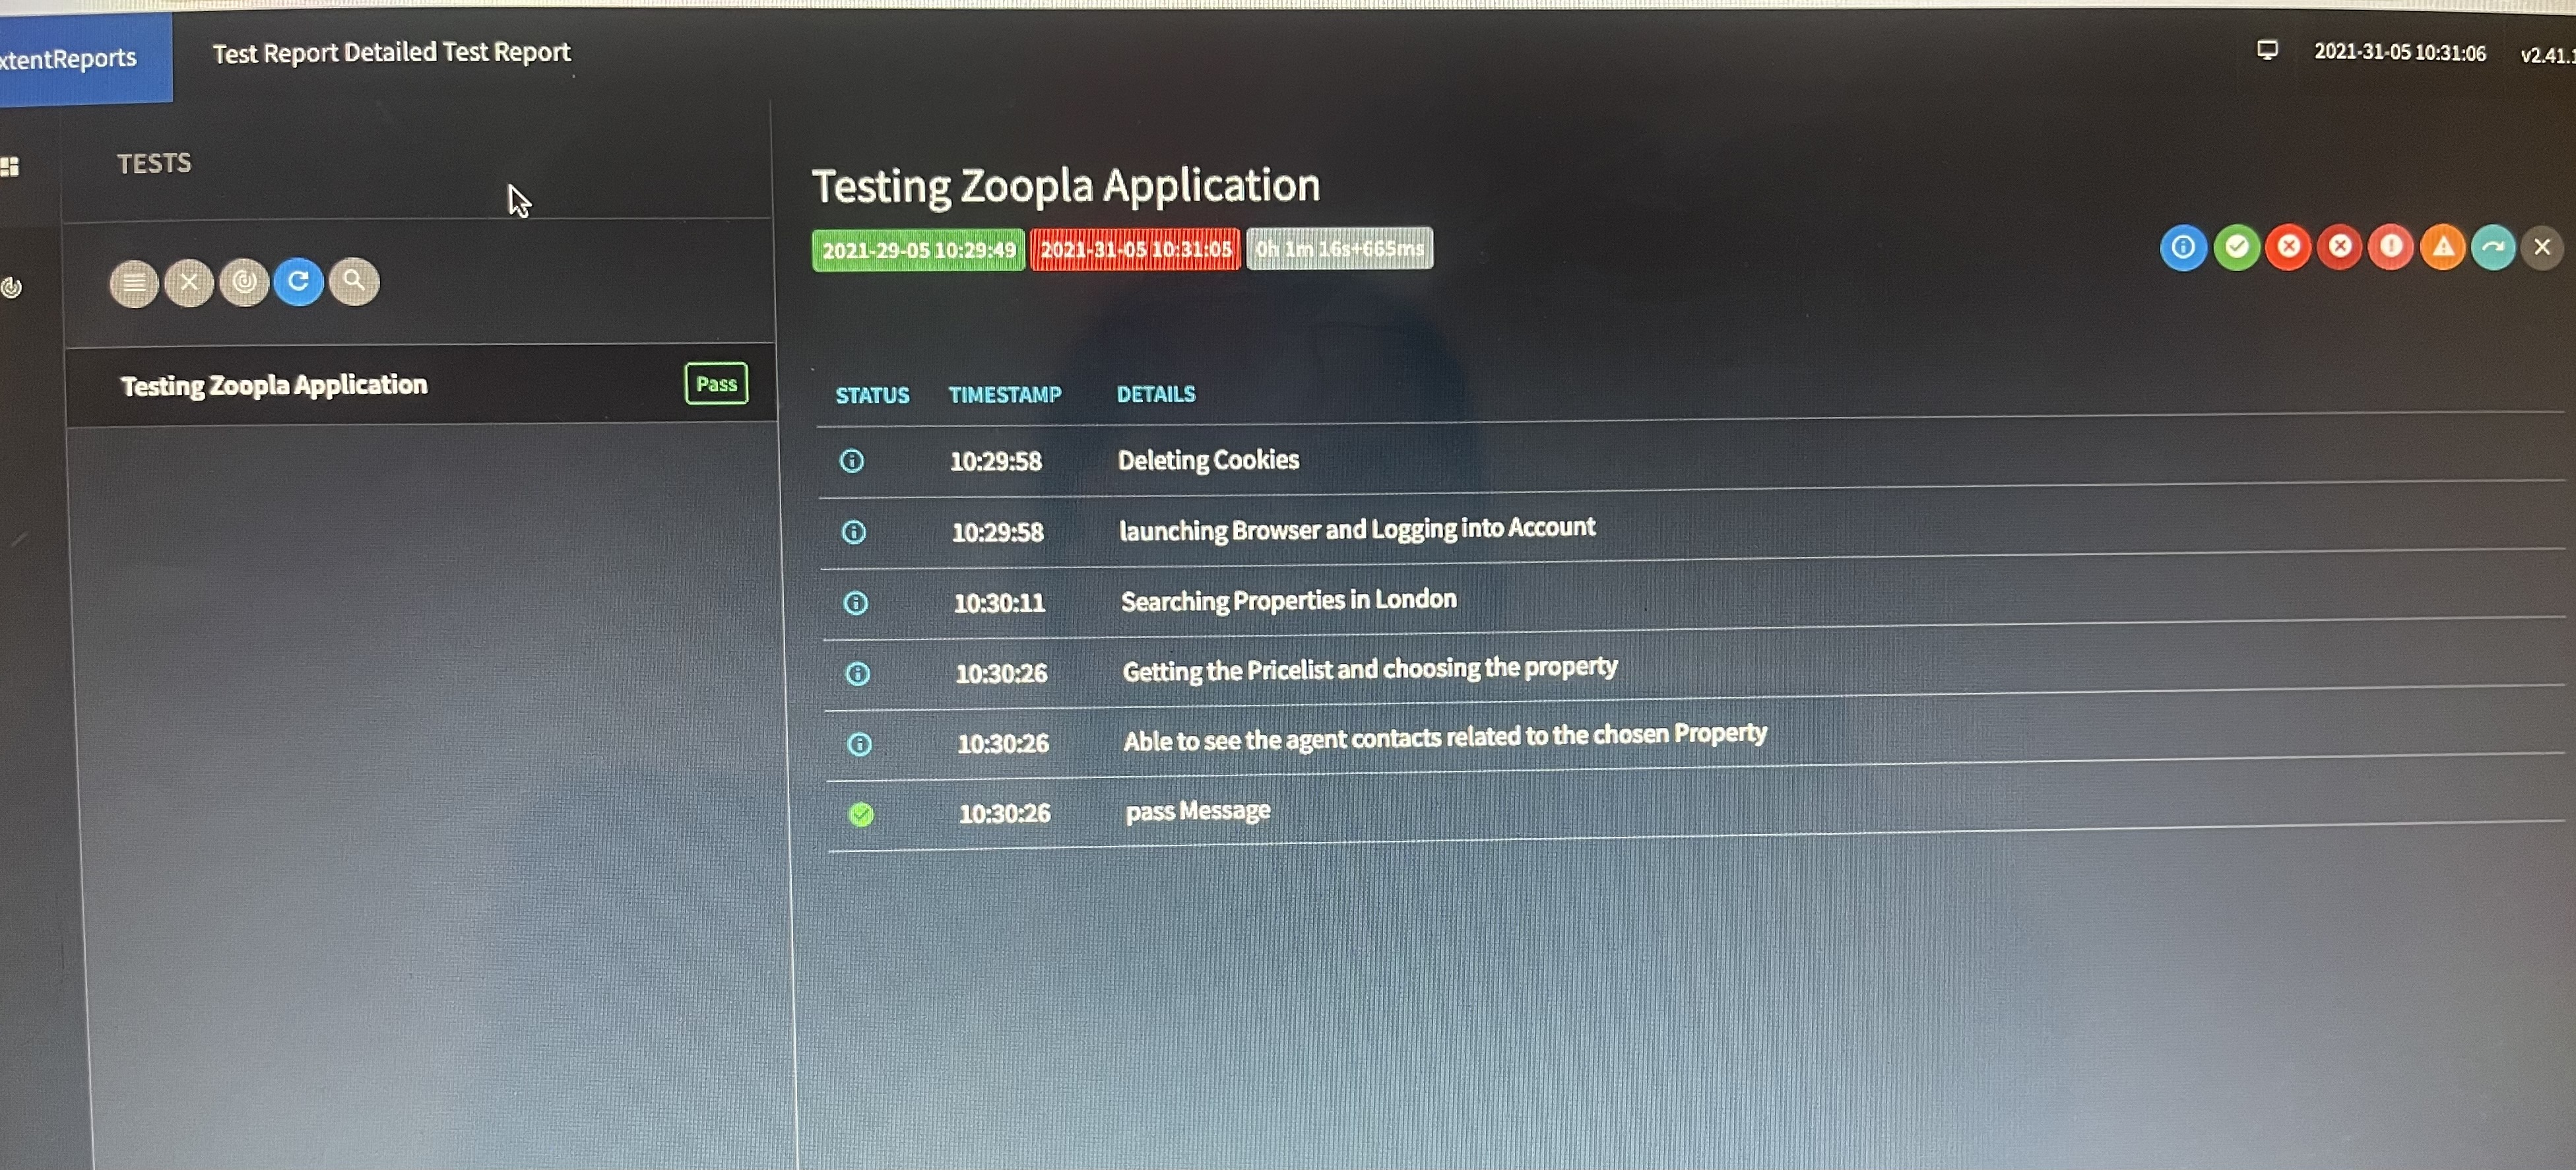 xtentReports
Test Report Detailed Test Report
2021-31-05 10:31:06
v2.41.1
TESTS
Testing Zoopla Application
Pass
Testing Zoopla Application
2021-29-05 10:29:49 2021-31-05 10:31:05 0h 1m 16s+665ms
STATUS TIMESTAMP DETAILS
10:29:58 Deleting Cookies
10:29:58 launching Browser and Logging into Account
10:30:11 Searching Properties in London
10:30:26 Getting the Pricelist and choosing the property
10:30:26 Able to see the agent contacts related to the chosen Property
10:30:26 pass Message